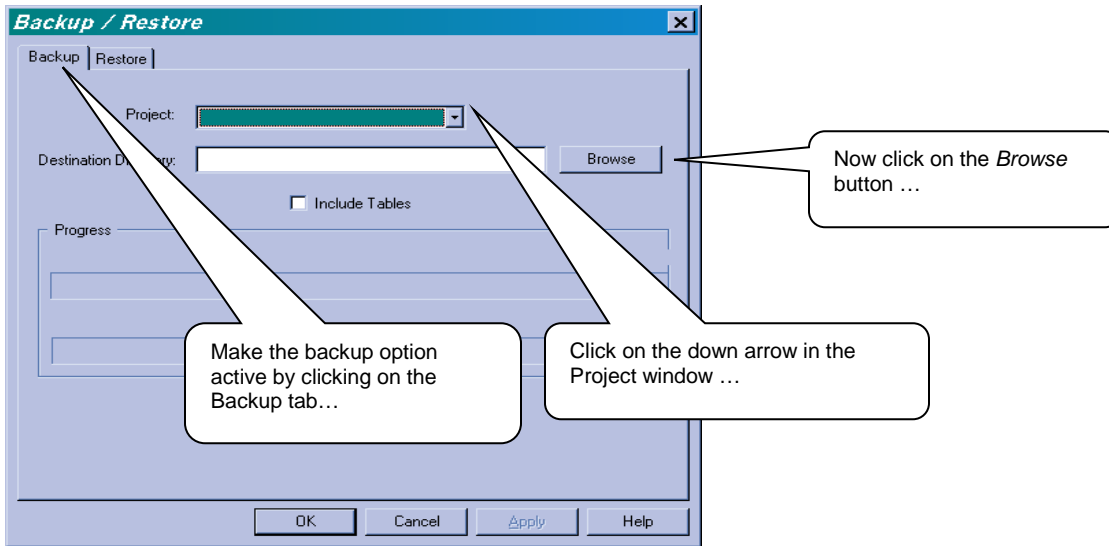 Backup / Restore
Backup Restore
Project:
Destination Dir ry:
Browse
Now click on the Browse
button …
Include Tables
Progress
Make the backup option
active by clicking on the
Backup tab…
Click on the down arrow in the
Project window …
OK Cancel Apply Help